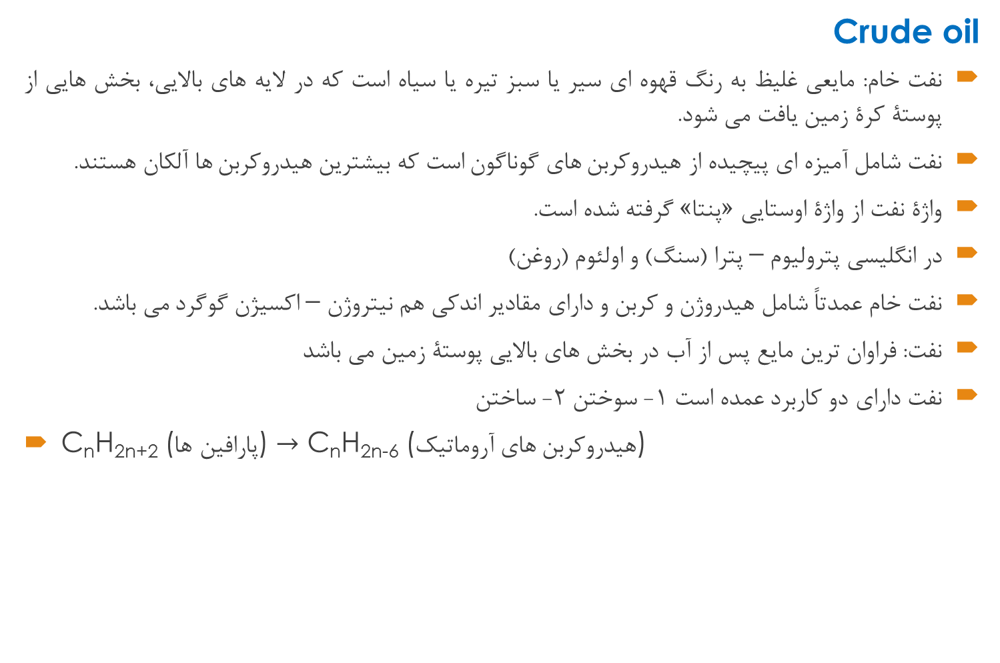 Crude oil
نفت خام: مایعی غلیظ به رنگ قهوه ای سیر یا سبز تیره یا سیاه است که در لایه های بالایی، بخش هایی از
پوستهٔ کرهٔ زمین یافت می شود.
نفت شامل آمیزه ای پیچیده از هیدروکربن های گوناگون است که بیشترین هیدروکربن ها آلکان هستند.
واژهٔ نفت از واژهٔ اوستایی «پنتا» گرفته شده است.
در انگلیسی پترولیوم – پترا (سنگ) و اولئوم (روغن)
نفت خام عمدتاً شامل هیدروژن و کربن و دارای مقادیر اندکی هم نیتروژن – اکسیژن گوگرد می باشد.
نفت: فراوان ترین مایع پس از آب در بخش های بالایی پوستهٔ زمین می باشد
نفت دارای دو کاربرد عمده است ۱- سوختن ۲- ساختن
CnH2n+2 (پارافین ها) → CnH2n-6 (هیدروکربن های آروماتیک)